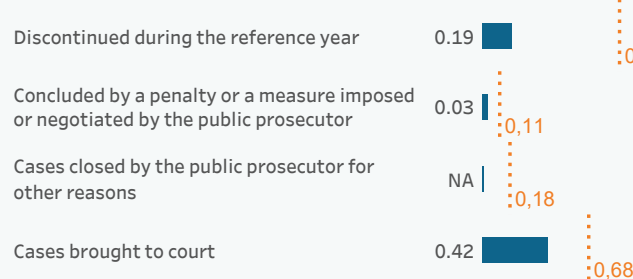 Discontinued during the reference year 0.19
Concluded by a penalty or a measure imposed
or negotiated by the public prosecutor 0.03
0,11
Cases closed by the public prosecutor for
other reasons NA
0,18
Cases brought to court 0.42
0,68